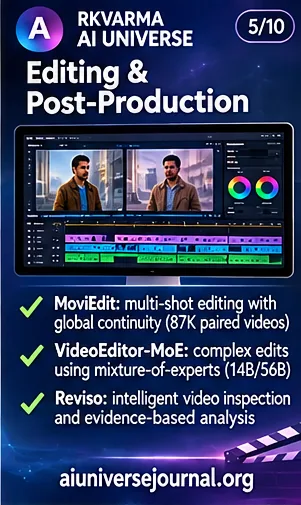 A
RKVARMA
AI UNIVERSE
5/10
Editing &
Post-Production
MoviEdit: multi-shot editing with
global continuity (87K paired videos)
VideoEditor-MoE: complex edits
using mixture-of-experts (14B/56B)
Reviso: intelligent video inspection
and evidence-based analysis
aiuniversejournal.org